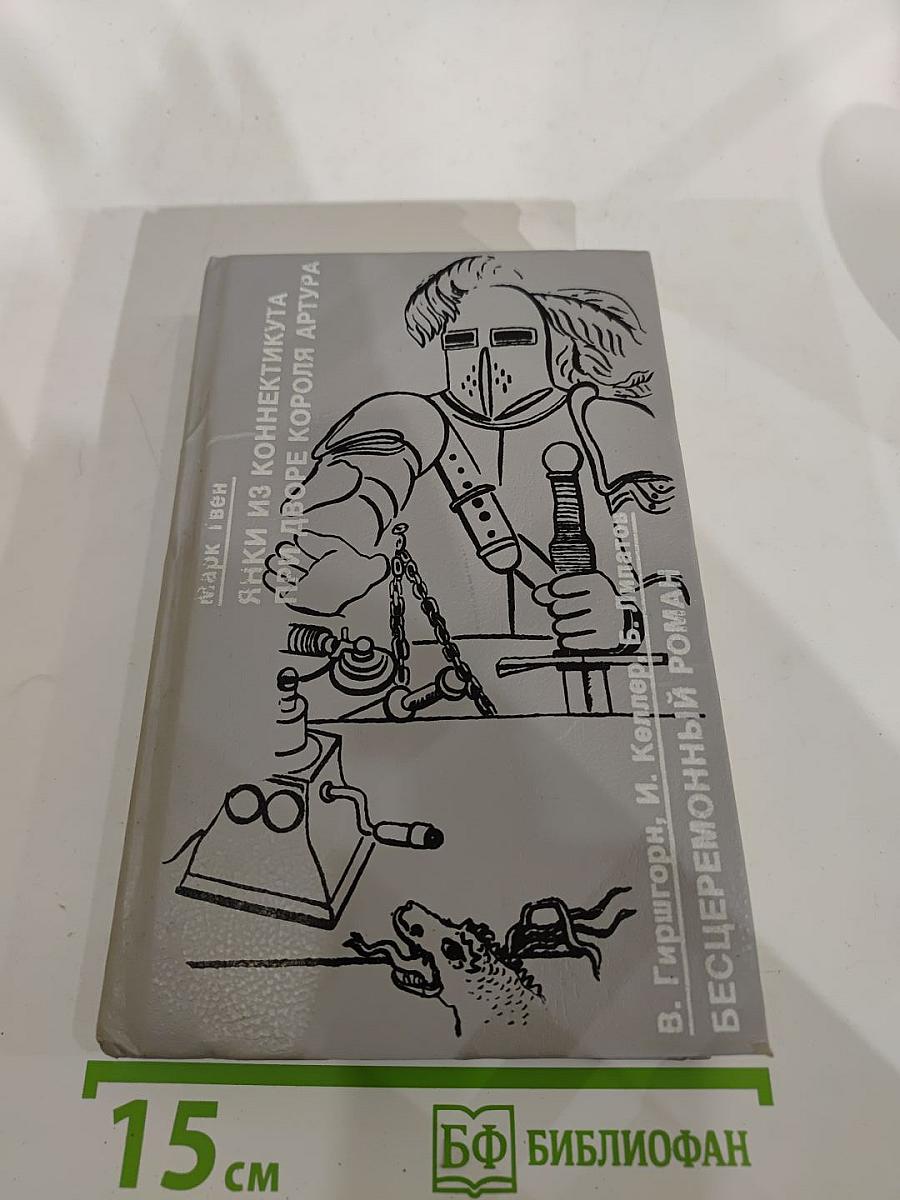 Марк Твен
ЯНКИ ИЗ КОННЕКТИКУТА
ПРИ ДВОРЕ КОРОЛЯ АРТУРА
В. Гиршгорн, И. Келлер, Б. Липатов
БЕСЦЕРЕМОННЫЙ РОМАН
15 см
БФ БИБЛИОФАН